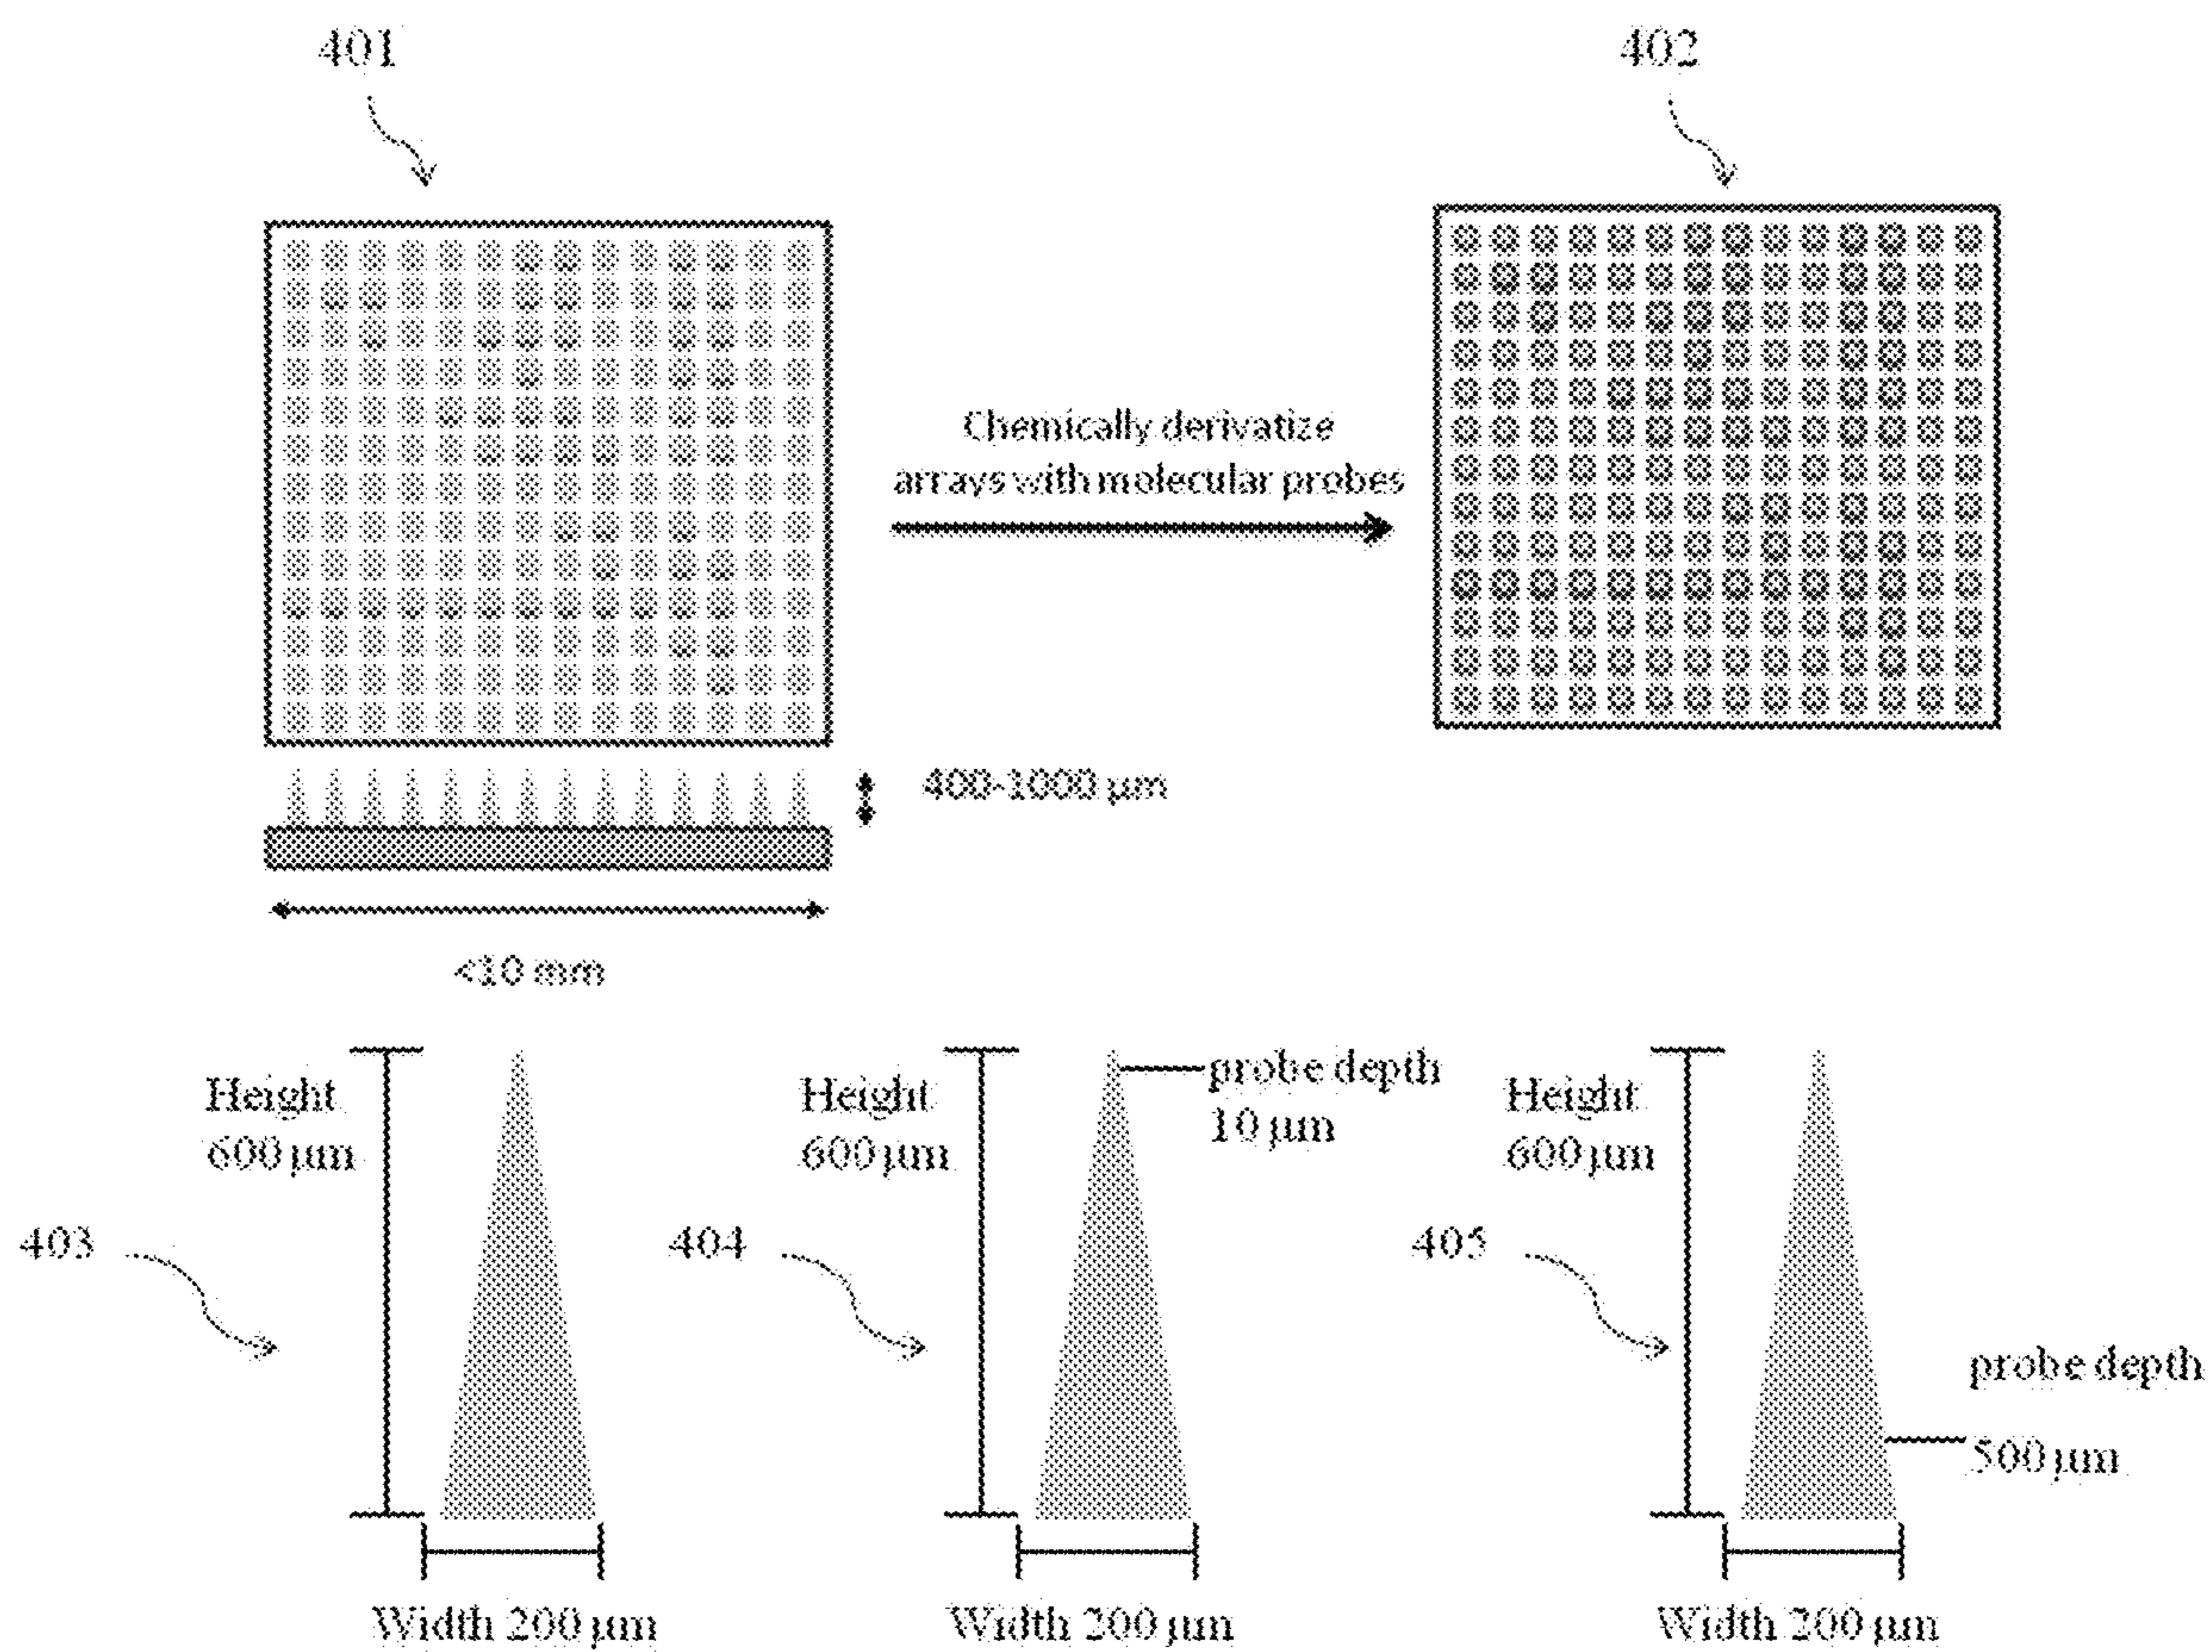 401
402
Chemically derivatize
arrays with molecular probes
400-1000 µm
<10 mm
Height
600 µm
403
Width 200 µm
Height
600 µm
probe depth
10 µm
404
Width 200 µm
Height
600 µm
405
probe depth
500 µm
Width 200 µm